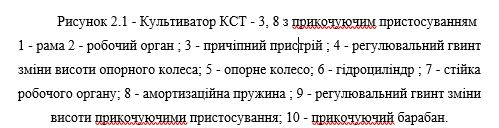 Рисунок 2.1 - Культиватор КСТ - 3, 8 з прикочуючим пристосуванням
1 - рама 2 - робочий орган ; 3 - причіпний пристрій ; 4 - регулювальний гвинт
зміни висоти опорного колеса; 5 - опорне колесо; 6 - гідроциліндр ; 7 - стійка
робочого органу; 8 - амортизаційна пружина ; 9 - регулювальний гвинт зміни
висоти прикочуючими пристосування; 10 - прикочуючий барабан.